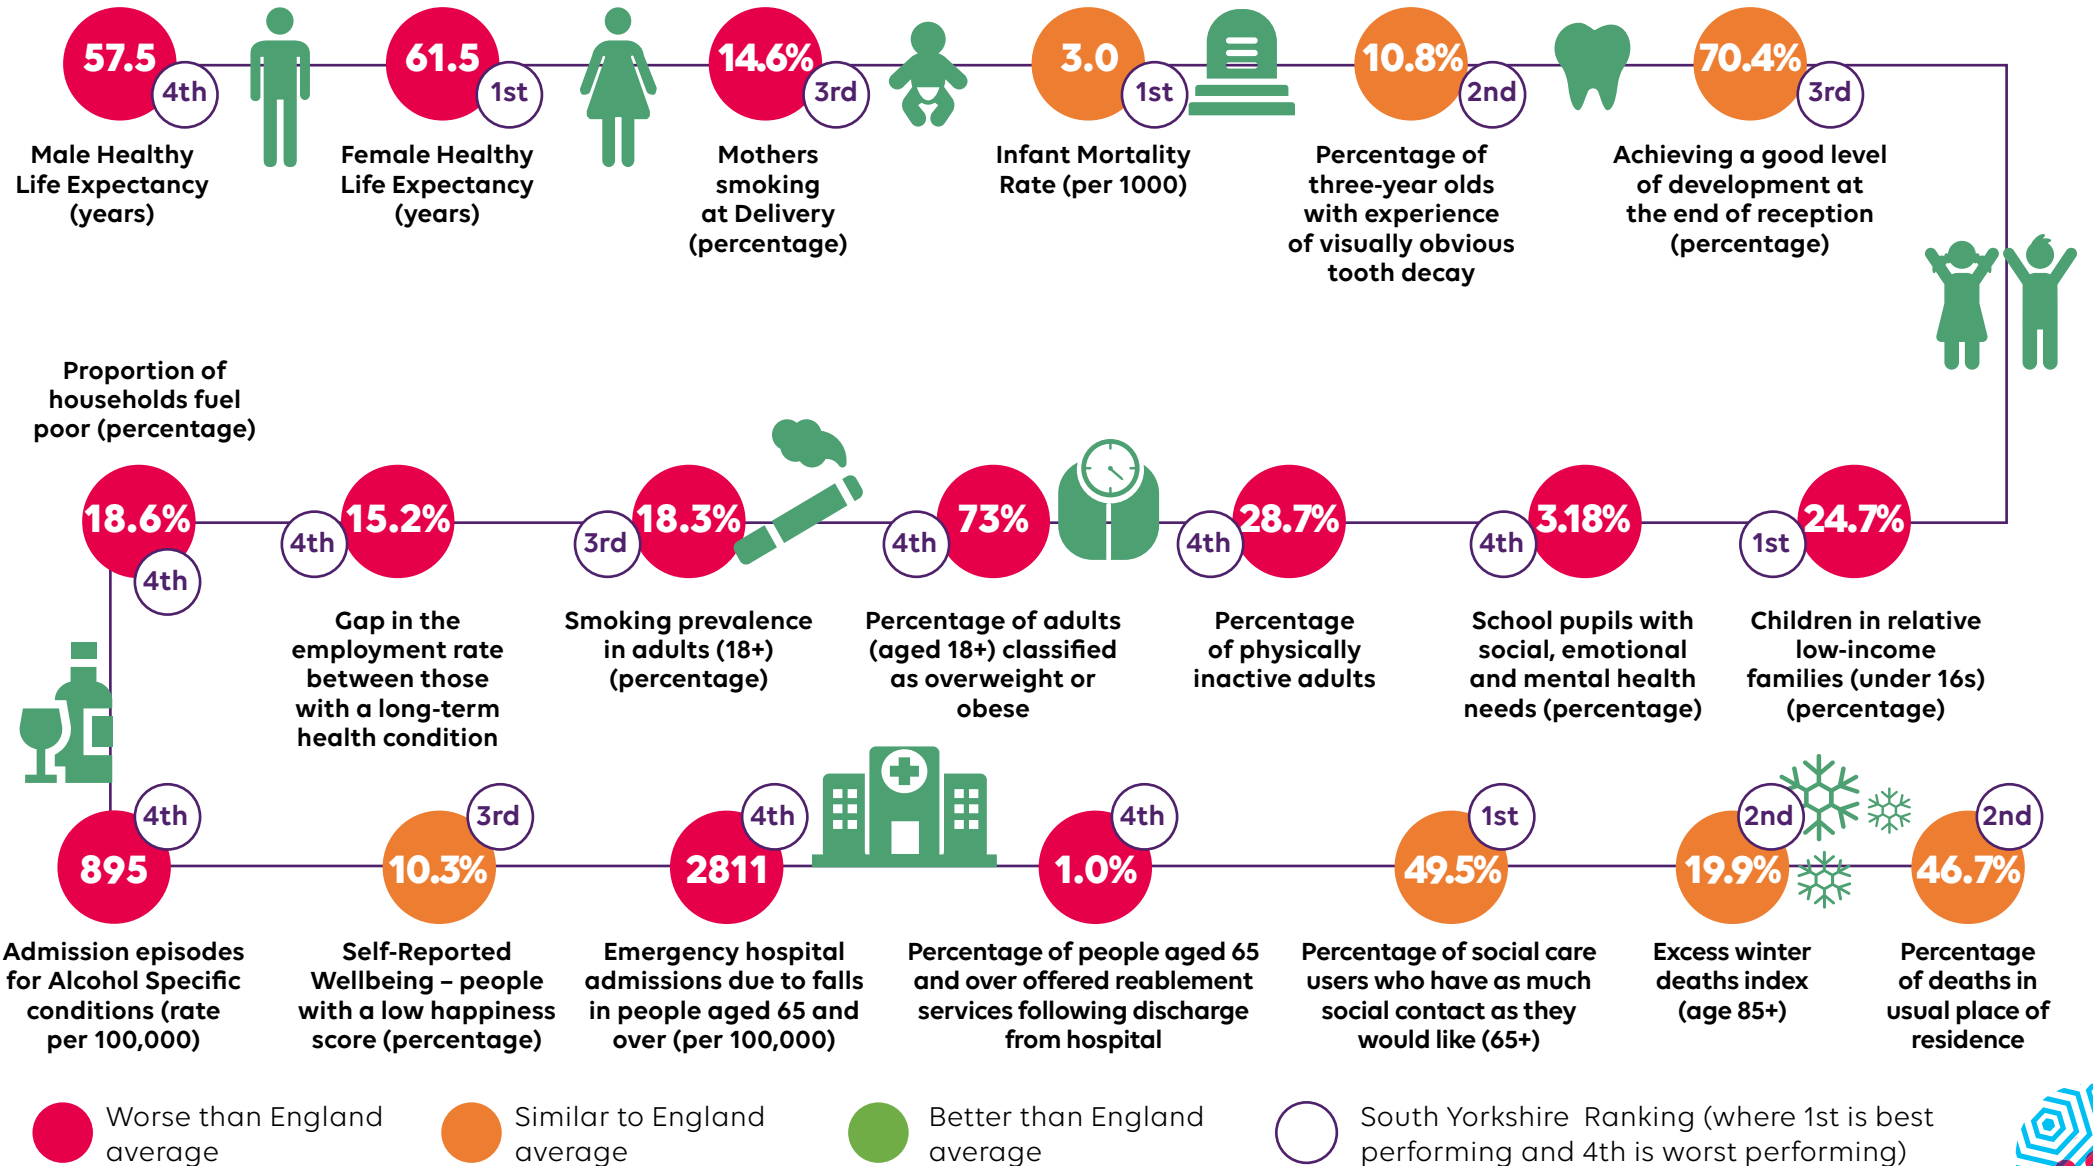 57.5
4th
Male Healthy
Life Expectancy
(years)
61.5
1st
Female Healthy
Life Expectancy
(years)
14.6%
3rd
Mothers
smoking
at Delivery
(percentage)
3.0
1st
Infant Mortality
Rate (per 1000)
10.8%
2nd
Percentage of
three-year olds
with experience
of visually obvious
tooth decay
70.4%
3rd
Achieving a good level
of development at
the end of reception
(percentage)
Proportion of
households fuel
poor (percentage)
18.6%
4th
4th
15.2%
Gap in the
employment rate
between those
with a long-term
health condition
3rd
18.3%
Smoking prevalence
in adults (18+)
(percentage)
4th
73%
Percentage of adults
(aged 18+) classified
as overweight or
obese
4th
28.7%
Percentage
of physically
inactive adults
4th
3.18%
School pupils with
social, emotional
and mental health
needs (percentage)
1st
24.7%
Children in relative
low-income
families (under 16s)
(percentage)
4th
895
Admission episodes
for Alcohol Specific
conditions (rate
per 100,000)
3rd
10.3%
Self-Reported
Wellbeing – people
with a low happiness
score (percentage)
4th
2811
Emergency hospital
admissions due to falls
in people aged 65 and
over (per 100,000)
4th
1.0%
Percentage of people aged 65
and over offered reablement
services following discharge
from hospital
1st
49.5%
Percentage of social care
users who have as much
social contact as they
would like (65+)
2nd
19.9%
Excess winter
deaths index
(age 85+)
2nd
46.7%
Percentage
of deaths in
usual place of
residence
Worse than England
average
Similar to England
average
Better than England
average
South Yorkshire Ranking (where 1st is best
performing and 4th is worst performing)